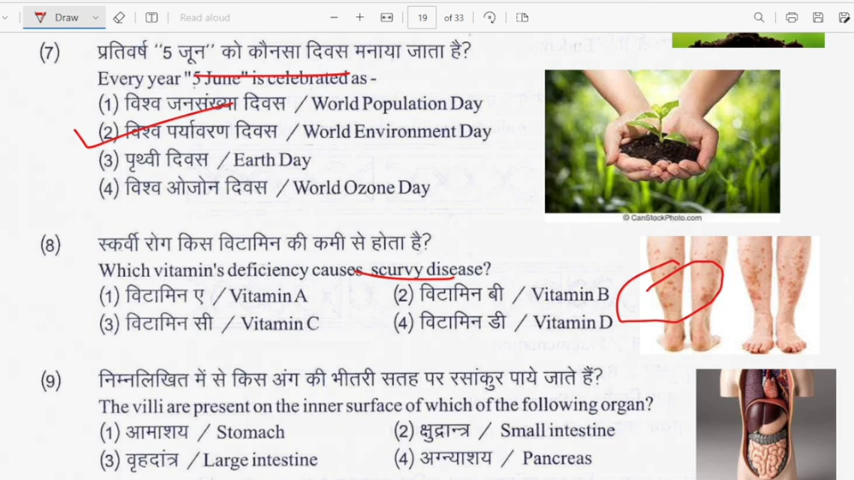 Draw
Read aloud
19 of 33
(7) प्रतिवर्ष "5 जून" को कौनसा दिवस मनाया जाता है?
Every year "5 June" is celebrated as -
(1) विश्व जनसंख्या दिवस / World Population Day
(2) विश्व पर्यावरण दिवस / World Environment Day
(3) पृथ्वी दिवस / Earth Day
(4) विश्व ओजोन दिवस / World Ozone Day
© CanStockPhoto.com
(8) स्कर्वी रोग किस विटामिन की कमी से होता है?
Which vitamin's deficiency causes scurvy disease?
(1) विटामिन ए / Vitamin A (2) विटामिन बी / Vitamin B
(3) विटामिन सी / Vitamin C (4) विटामिन डी / Vitamin D
(9) निम्नलिखित में से किस अंग की भीतरी सतह पर रसांकुर पाये जाते हैं?
The villi are present on the inner surface of which of the following organ?
(1) आमाशय / Stomach (2) क्षुद्रान्त्र / Small intestine
(3) वृहदांत्र / Large intestine (4) अग्न्याशय / Pancreas